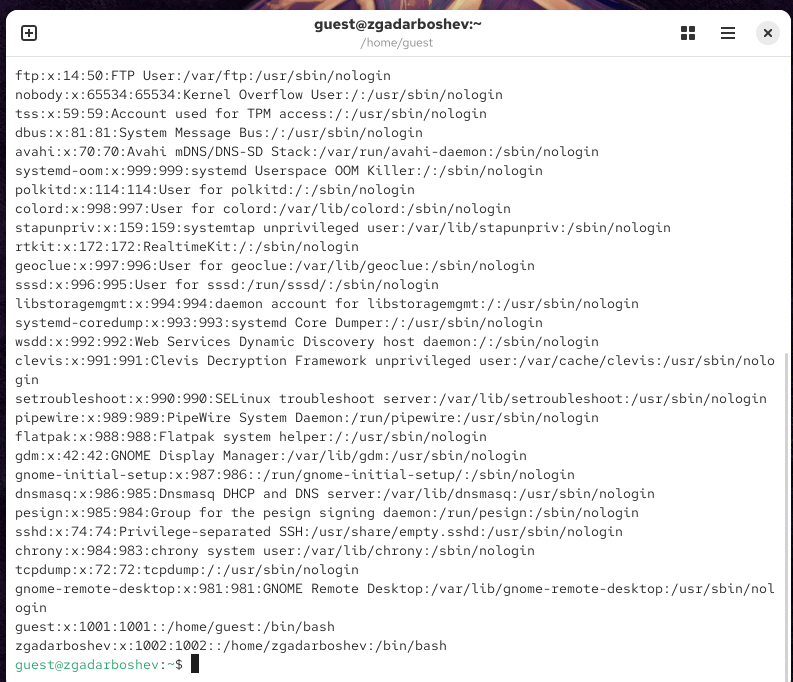 guest@zgadarboshev:~
/home/guest
ftp:x:14:50:FTP User:/var/ftp:/usr/sbin/nologin
nobody:x:65534:65534:Kernel Overflow User:/:/usr/sbin/nologin
tss:x:59:59:Account used for TPM access:/:/usr/sbin/nologin
dbus:x:81:81:System Message Bus:/:/usr/sbin/nologin
avahi:x:70:70:Avahi mDNS/DNS-SD Stack:/var/run/avahi-daemon:/sbin/nologin
systemd-oom:x:999:999:systemd Userspace OOM Killer:/:/sbin/nologin
polkitd:x:114:114:User for polkitd:/:/sbin/nologin
colord:x:998:997:User for colord:/var/lib/colord:/sbin/nologin
stapunpriv:x:159:159:systemtap unprivileged user:/var/lib/stapunpriv:/sbin/nologin
rtkit:x:172:172:RealtimeKit:/:/sbin/nologin
geoclue:x:997:996:User for geoclue:/var/lib/geoclue:/sbin/nologin
sssd:x:996:995:User for sssd:/run/sssd/:/sbin/nologin
libstoragemgmt:x:994:994:daemon account for libstoragemgmt:/:/usr/sbin/nologin
systemd-coredump:x:993:993:systemd Core Dumper:/:/usr/sbin/nologin
wsdd:x:992:992:Web Services Dynamic Discovery host daemon:/:/sbin/nologin
clevis:x:991:991:Clevis Decryption Framework unprivileged user:/var/cache/clevis:/usr/sbin/nolo
gin
setroubleshoot:x:990:990:SELinux troubleshoot server:/var/lib/setroubleshoot:/usr/sbin/nologin
pipewire:x:989:989:PipeWire System Daemon:/run/pipewire:/usr/sbin/nologin
flatpak:x:988:988:Flatpak system helper:/:/usr/sbin/nologin
gdm:x:42:42:GNOME Display Manager:/var/lib/gdm:/usr/sbin/nologin
gnome-initial-setup:x:987:986::/run/gnome-initial-setup/:/sbin/nologin
dnsmasq:x:986:985:Dnsmasq DHCP and DNS server:/var/lib/dnsmasq:/usr/sbin/nologin
pesign:x:985:984:Group for the pesign signing daemon:/run/pesign:/sbin/nologin
sshd:x:74:74:Privilege-separated SSH:/usr/share/empty.sshd:/usr/sbin/nologin
chrony:x:984:983:chrony system user:/var/lib/chrony:/sbin/nologin
tcpdump:x:72:72:tcpdump:/:/usr/sbin/nologin
gnome-remote-desktop:x:981:981:GNOME Remote Desktop:/var/lib/gnome-remote-desktop:/usr/sbin/nol
ogin
guest:x:1001:1001::/home/guest:/bin/bash
zgadarboshev:x:1002:1002::/home/zgadarboshev:/bin/bash
guest@zgadarboshev:~$